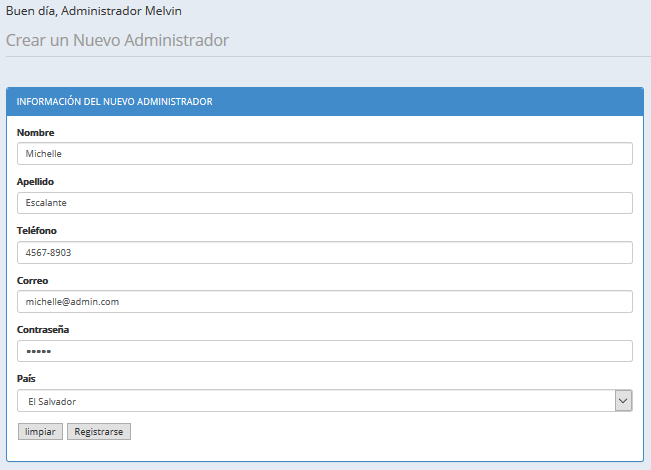 Buen día, Administrador Melvin
Crear un Nuevo Administrador
INFORMACIÓN DEL NUEVO ADMINISTRADOR
Nombre
Michelle
Apellido
Escalante
Teléfono
4567-8903
Correo
michelle@admin.com
Contraseña
•••••
País
El Salvador
limpiar Registrarse